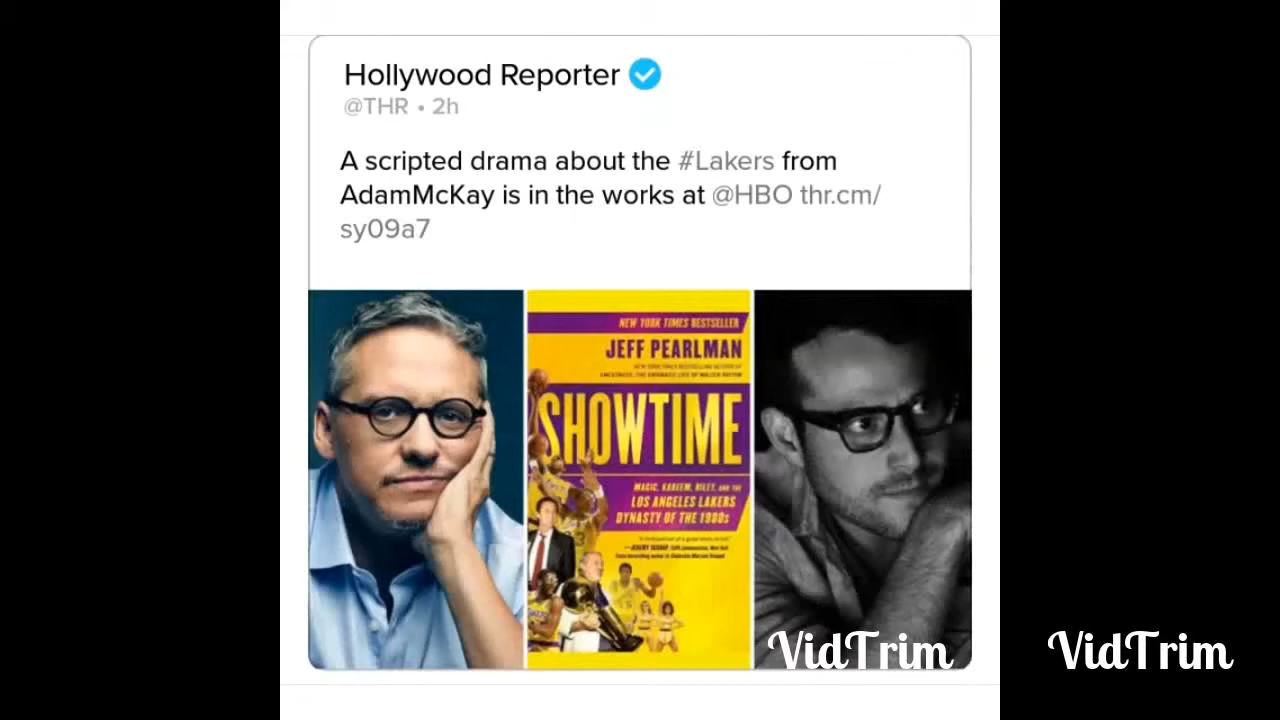 Hollywood Reporter
@THR • 2h
A scripted drama about the #Lakers from
AdamMcKay is in the works at @HBO thr.cm/
sy09a7
NEW YORK TIMES BESTSELLER
JEFF PEARLMAN
SHOWTIME
MAGIC, KAREEM, RILEY, AND THE
LOS ANGELES LAKERS
DYNASTY OF THE 1980s
VidTrim
VidTrim